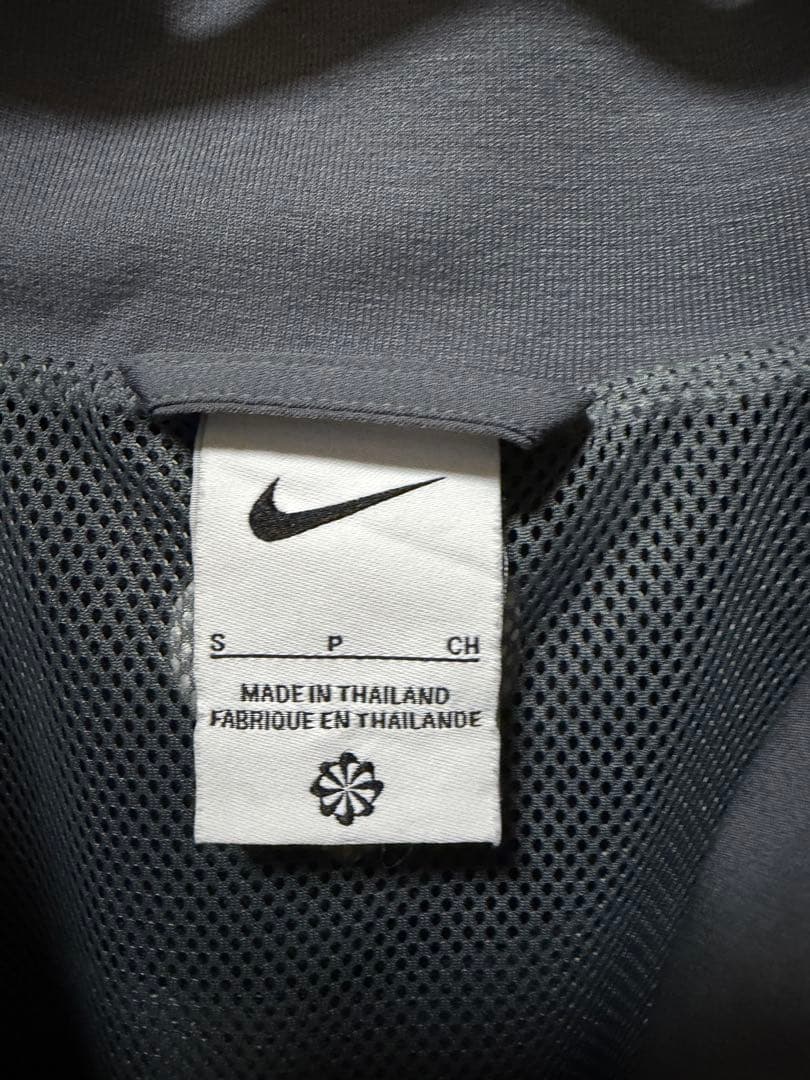 S P CH
MADE IN THAILAND
FABRIQUE EN THAILANDE